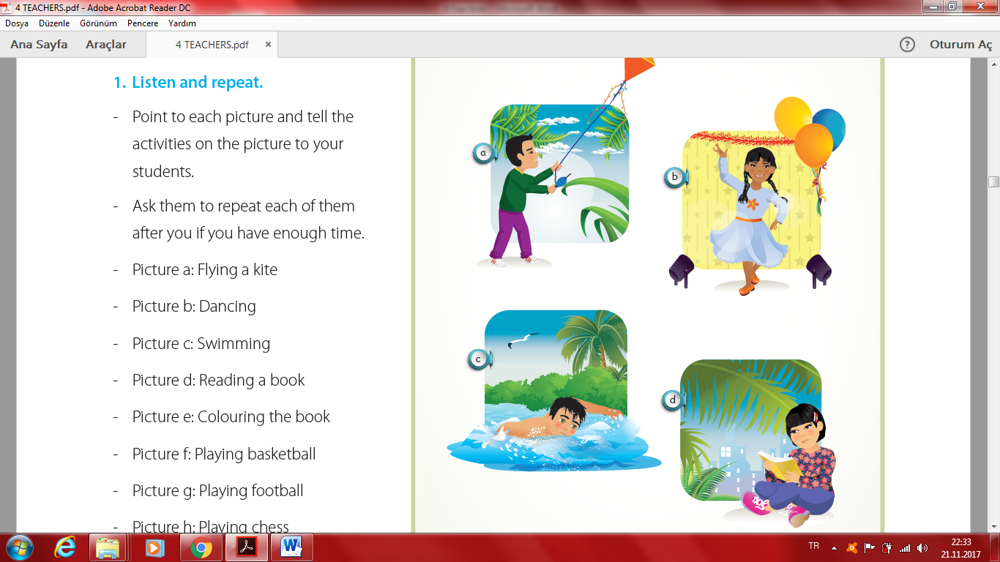 4 TEACHERS.pdf - Adobe Acrobat Reader DC
Dosya Düzenle Görünüm Pencere Yardım
Ana Sayfa Araçlar 4 TEACHERS.pdf × ? Oturum Aç
1. Listen and repeat.
- Point to each picture and tell the
activities on the picture to your
students.
- Ask them to repeat each of them
after you if you have enough time.
- Picture a: Flying a kite
- Picture b: Dancing
- Picture c: Swimming
- Picture d: Reading a book
- Picture e: Colouring the book
- Picture f: Playing basketball
- Picture g: Playing football
- Picture h: Playing chess
a
b
c
d
TR 22:33
21.11.2017